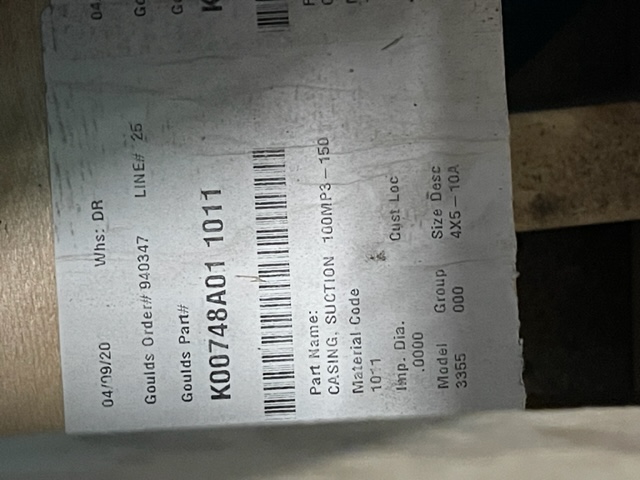 04/09/20 Whs: DR
Goulds Order# 940347 LINE# 25
Goulds Part#
K00748A01 1011
Part Name:
CASING, SUCTION 100MP3-150
Material Code
1011
Imp. Dia. Cust Loc
.0000
Model Group Size Desc
3355 000 4X5-10A
04